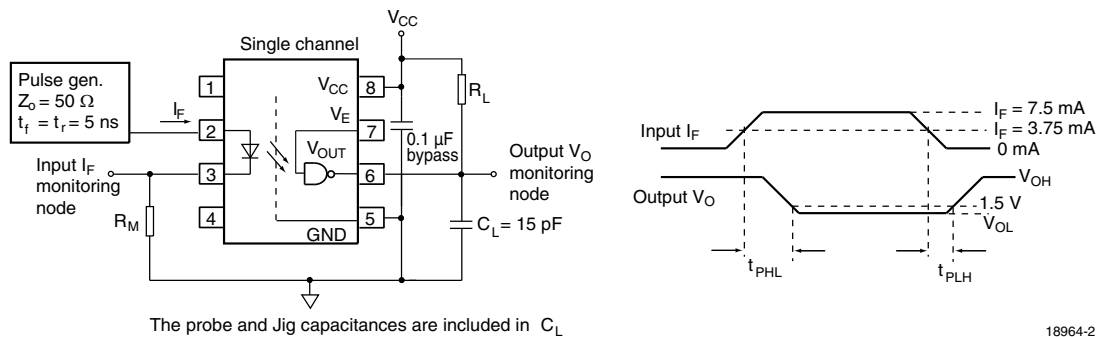 V_CC
Single channel
Pulse gen.
Z_o = 50 Ω
t_f = t_r = 5 ns
I_F
1
2
3
4
V_CC
V_E
V_OUT
GND
8
7
6
5
R_L
0.1 µF
bypass
Input I_F
monitoring
node
R_M
Output V_O
monitoring
node
C_L = 15 pF
The probe and Jig capacitances are included in C_L
Input I_F
I_F = 7.5 mA
I_F = 3.75 mA
0 mA
Output V_O
V_OH
1.5 V
V_OL
t_PHL
t_PLH
18964-2